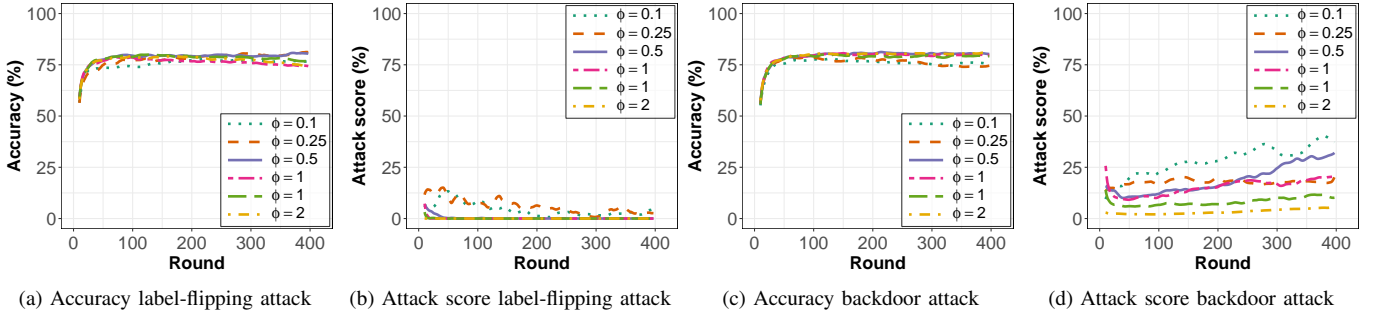 100
75
50
25
0
Accuracy (%)
0
100
200
300
400
Round
ϕ = 0.1
ϕ = 0.25
ϕ = 0.5
ϕ = 1
ϕ = 1
ϕ = 2
(a) Accuracy label-flipping attack
100
75
50
25
0
Attack score (%)
0
100
200
300
400
Round
ϕ = 0.1
ϕ = 0.25
ϕ = 0.5
ϕ = 1
ϕ = 1
ϕ = 2
(b) Attack score label-flipping attack
100
75
50
25
0
Accuracy (%)
0
100
200
300
400
Round
ϕ = 0.1
ϕ = 0.25
ϕ = 0.5
ϕ = 1
ϕ = 1
ϕ = 2
(c) Accuracy backdoor attack
100
75
50
25
0
Attack score (%)
0
100
200
300
400
Round
ϕ = 0.1
ϕ = 0.25
ϕ = 0.5
ϕ = 1
ϕ = 1
ϕ = 2
(d) Attack score backdoor attack